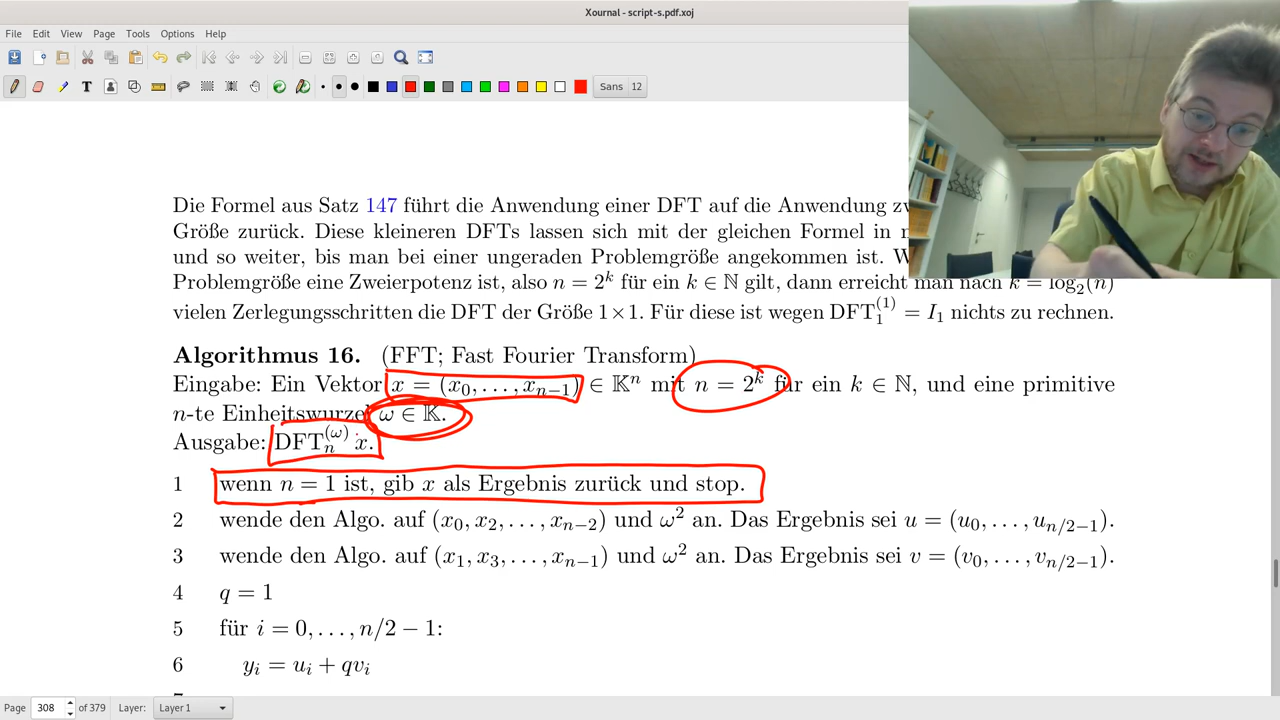 Xournal - script-s.pdf.xoj
File Edit View Page Tools Options Help
T Sans 12
Die Formel aus Satz 147 führt die Anwendung einer DFT auf die Anwendung
Größe zurück. Diese kleineren DFTs lassen sich mit der gleichen Formel in
und so weiter, bis man bei einer ungeraden Problemgröße angekommen ist.
Problemgröße eine Zweierpotenz ist, also n = 2^k für ein k ∈ ℕ gilt, dann erreicht man nach k = log₂(n)
vielen Zerlegungsschritten die DFT der Größe 1×1. Für diese ist wegen DFT₁⁽¹⁾ = I₁ nichts zu rechnen.
Algorithmus 16. (FFT; Fast Fourier Transform)
Eingabe: Ein Vektor x = (x₀, . . . , xₙ₋₁) ∈ 𝕂ⁿ mit n = 2^k für ein k ∈ ℕ, und eine primitive
n-te Einheitswurzel ω ∈ 𝕂.
Ausgabe: DFTₙ^(ω) x.
1 wenn n = 1 ist, gib x als Ergebnis zurück und stop.
2 wende den Algo. auf (x₀, x₂, . . . , xₙ₋₂) und ω² an. Das Ergebnis sei u = (u₀, . . . , u_{n/2−1}).
3 wende den Algo. auf (x₁, x₃, . . . , xₙ₋₁) und ω² an. Das Ergebnis sei v = (v₀, . . . , v_{n/2−1}).
4 q = 1
5 für i = 0, . . . , n/2 − 1:
6 yᵢ = uᵢ + qvᵢ
Page 308 of 379 Layer: Layer 1